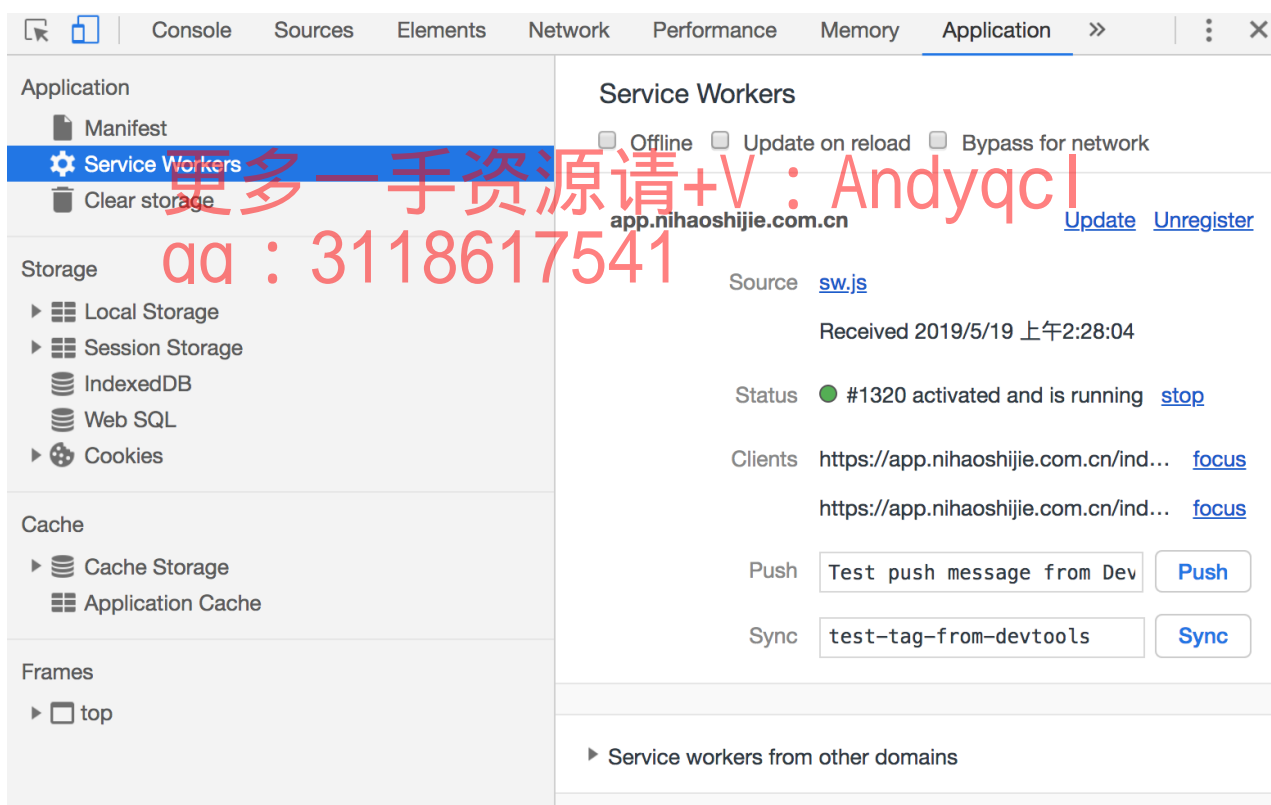 Console Sources Elements Network Performance Memory Application
Application
Manifest
Service Workers
Clear storage
Storage
Local Storage
Session Storage
IndexedDB
Web SQL
Cookies
Cache
Cache Storage
Application Cache
Frames
top
Service Workers
Offline Update on reload Bypass for network
更多一手资源请+V：Andyqcl
qq：3118617541
app.nihaoshijie.com.cn Update Unregister
Source sw.js
Received 2019/5/19 上午2:28:04
Status #1320 activated and is running stop
Clients https://app.nihaoshijie.com.cn/ind… focus
https://app.nihaoshijie.com.cn/ind… focus
Push Test push message from Dev Push
Sync test-tag-from-devtools Sync
Service workers from other domains